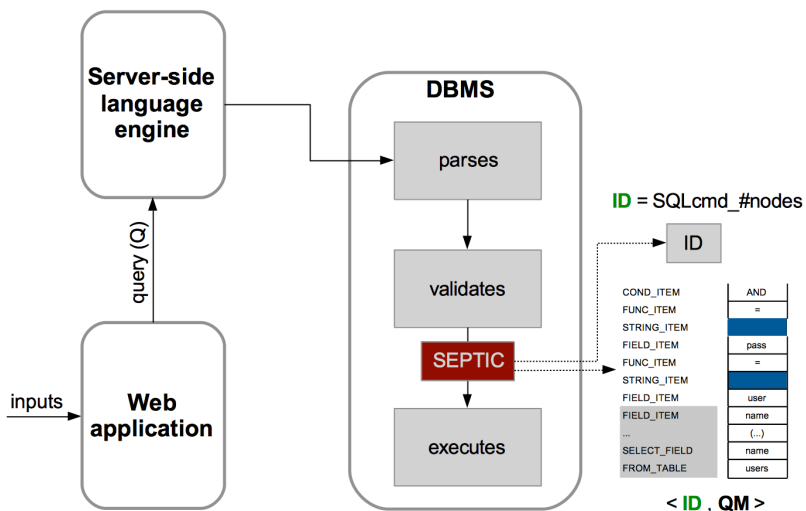 Server-side
language
engine
DBMS
parses
ID = SQLcmd_#nodes
ID
query (Q)
validates
COND_ITEM AND
FUNC_ITEM =
STRING_ITEM
FIELD_ITEM pass
FUNC_ITEM =
STRING_ITEM
FIELD_ITEM user
FIELD_ITEM name
... (...)
SELECT_FIELD name
FROM_TABLE users
SEPTIC
inputs
Web
application
executes
< ID , QM >